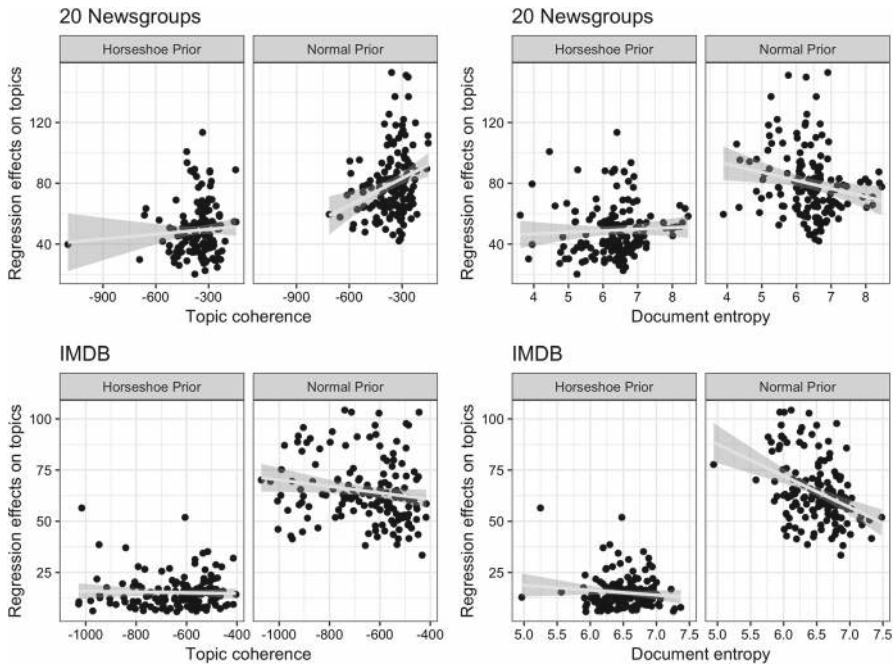 20 Newsgroups
Horseshoe Prior
Normal Prior
Regression effects on topics
120
80
40
-900
-600
-300
-900
-600
-300
Topic coherence
20 Newsgroups
Horseshoe Prior
Normal Prior
Regression effects on topics
120
80
40
4
5
6
7
8
4
5
6
7
8
Document entropy
IMDB
Horseshoe Prior
Normal Prior
Regression effects on topics
100
75
50
25
-1000
-800
-600
-400
-1000
-800
-600
-400
Topic coherence
IMDB
Horseshoe Prior
Normal Prior
Regression effects on topics
100
75
50
25
5.0
5.5
6.0
6.5
7.0
7.5
5.0
5.5
6.0
6.5
7.0
7.5
Document entropy